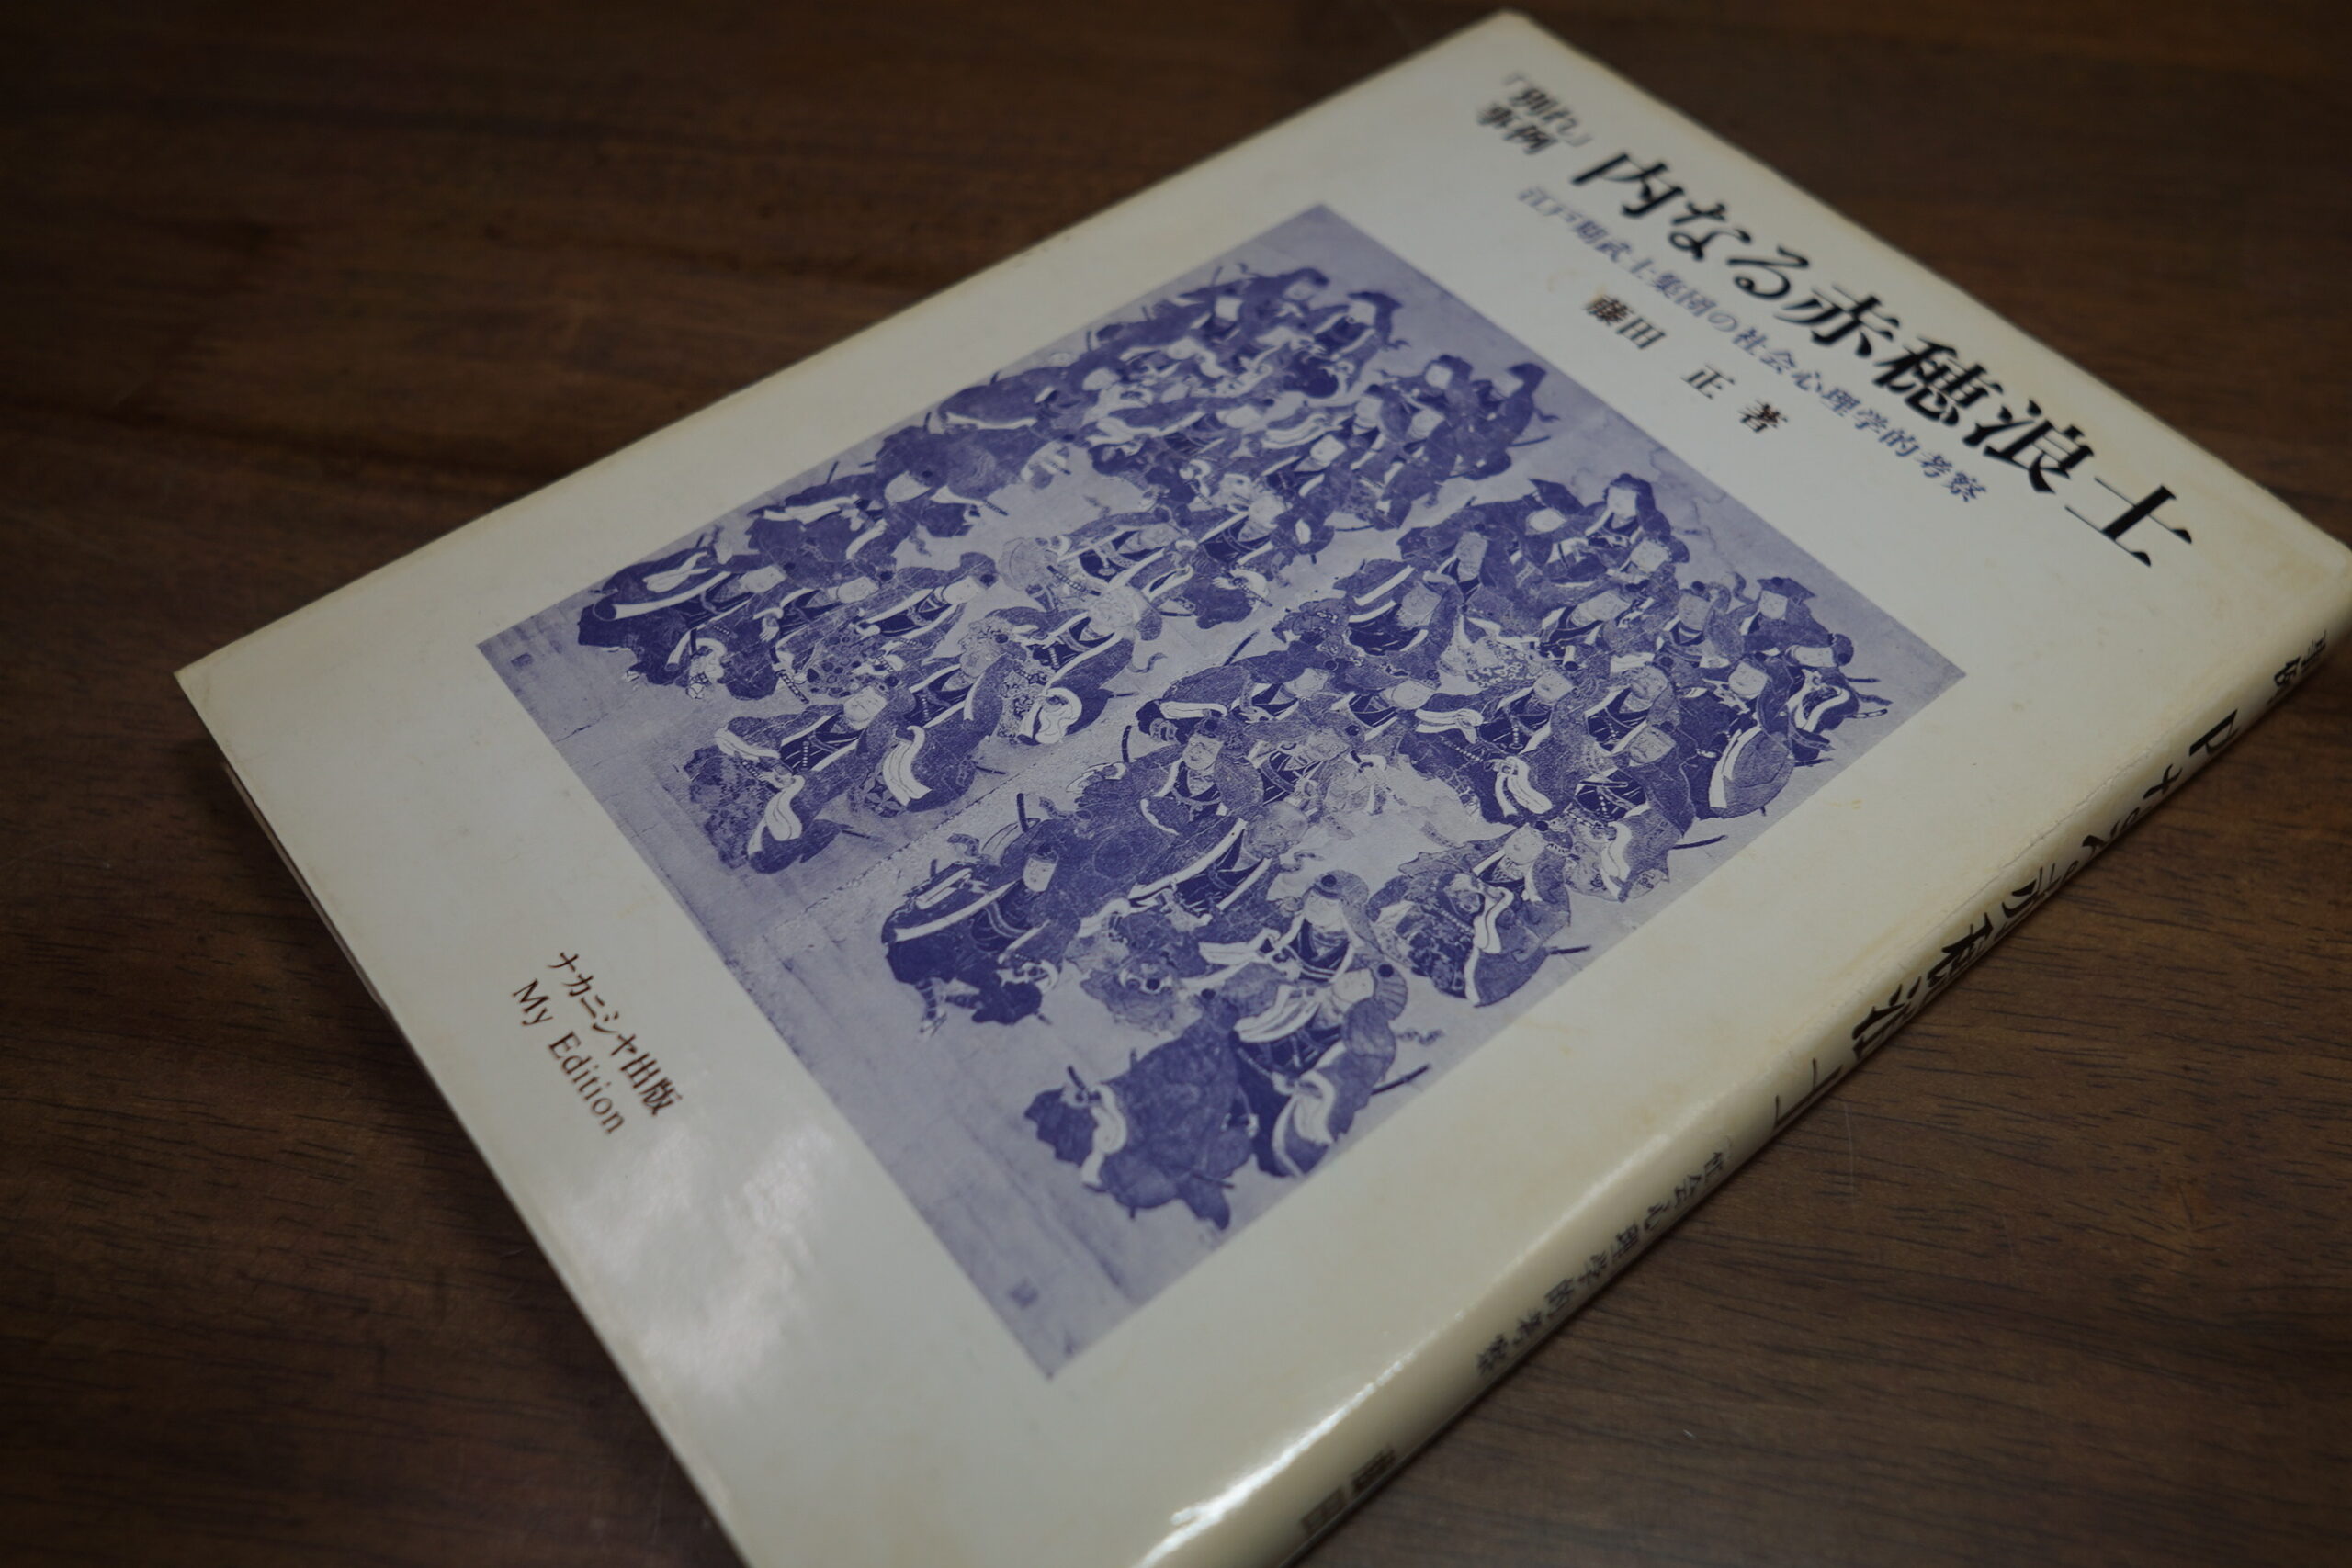 「別れ」
事例
内なる赤穂浪士
江戸期武士集団の社会心理学的考察
藤田 正 著
ナカニシヤ出版
My Edition
内なる赤穂浪士
社会心理学的考察